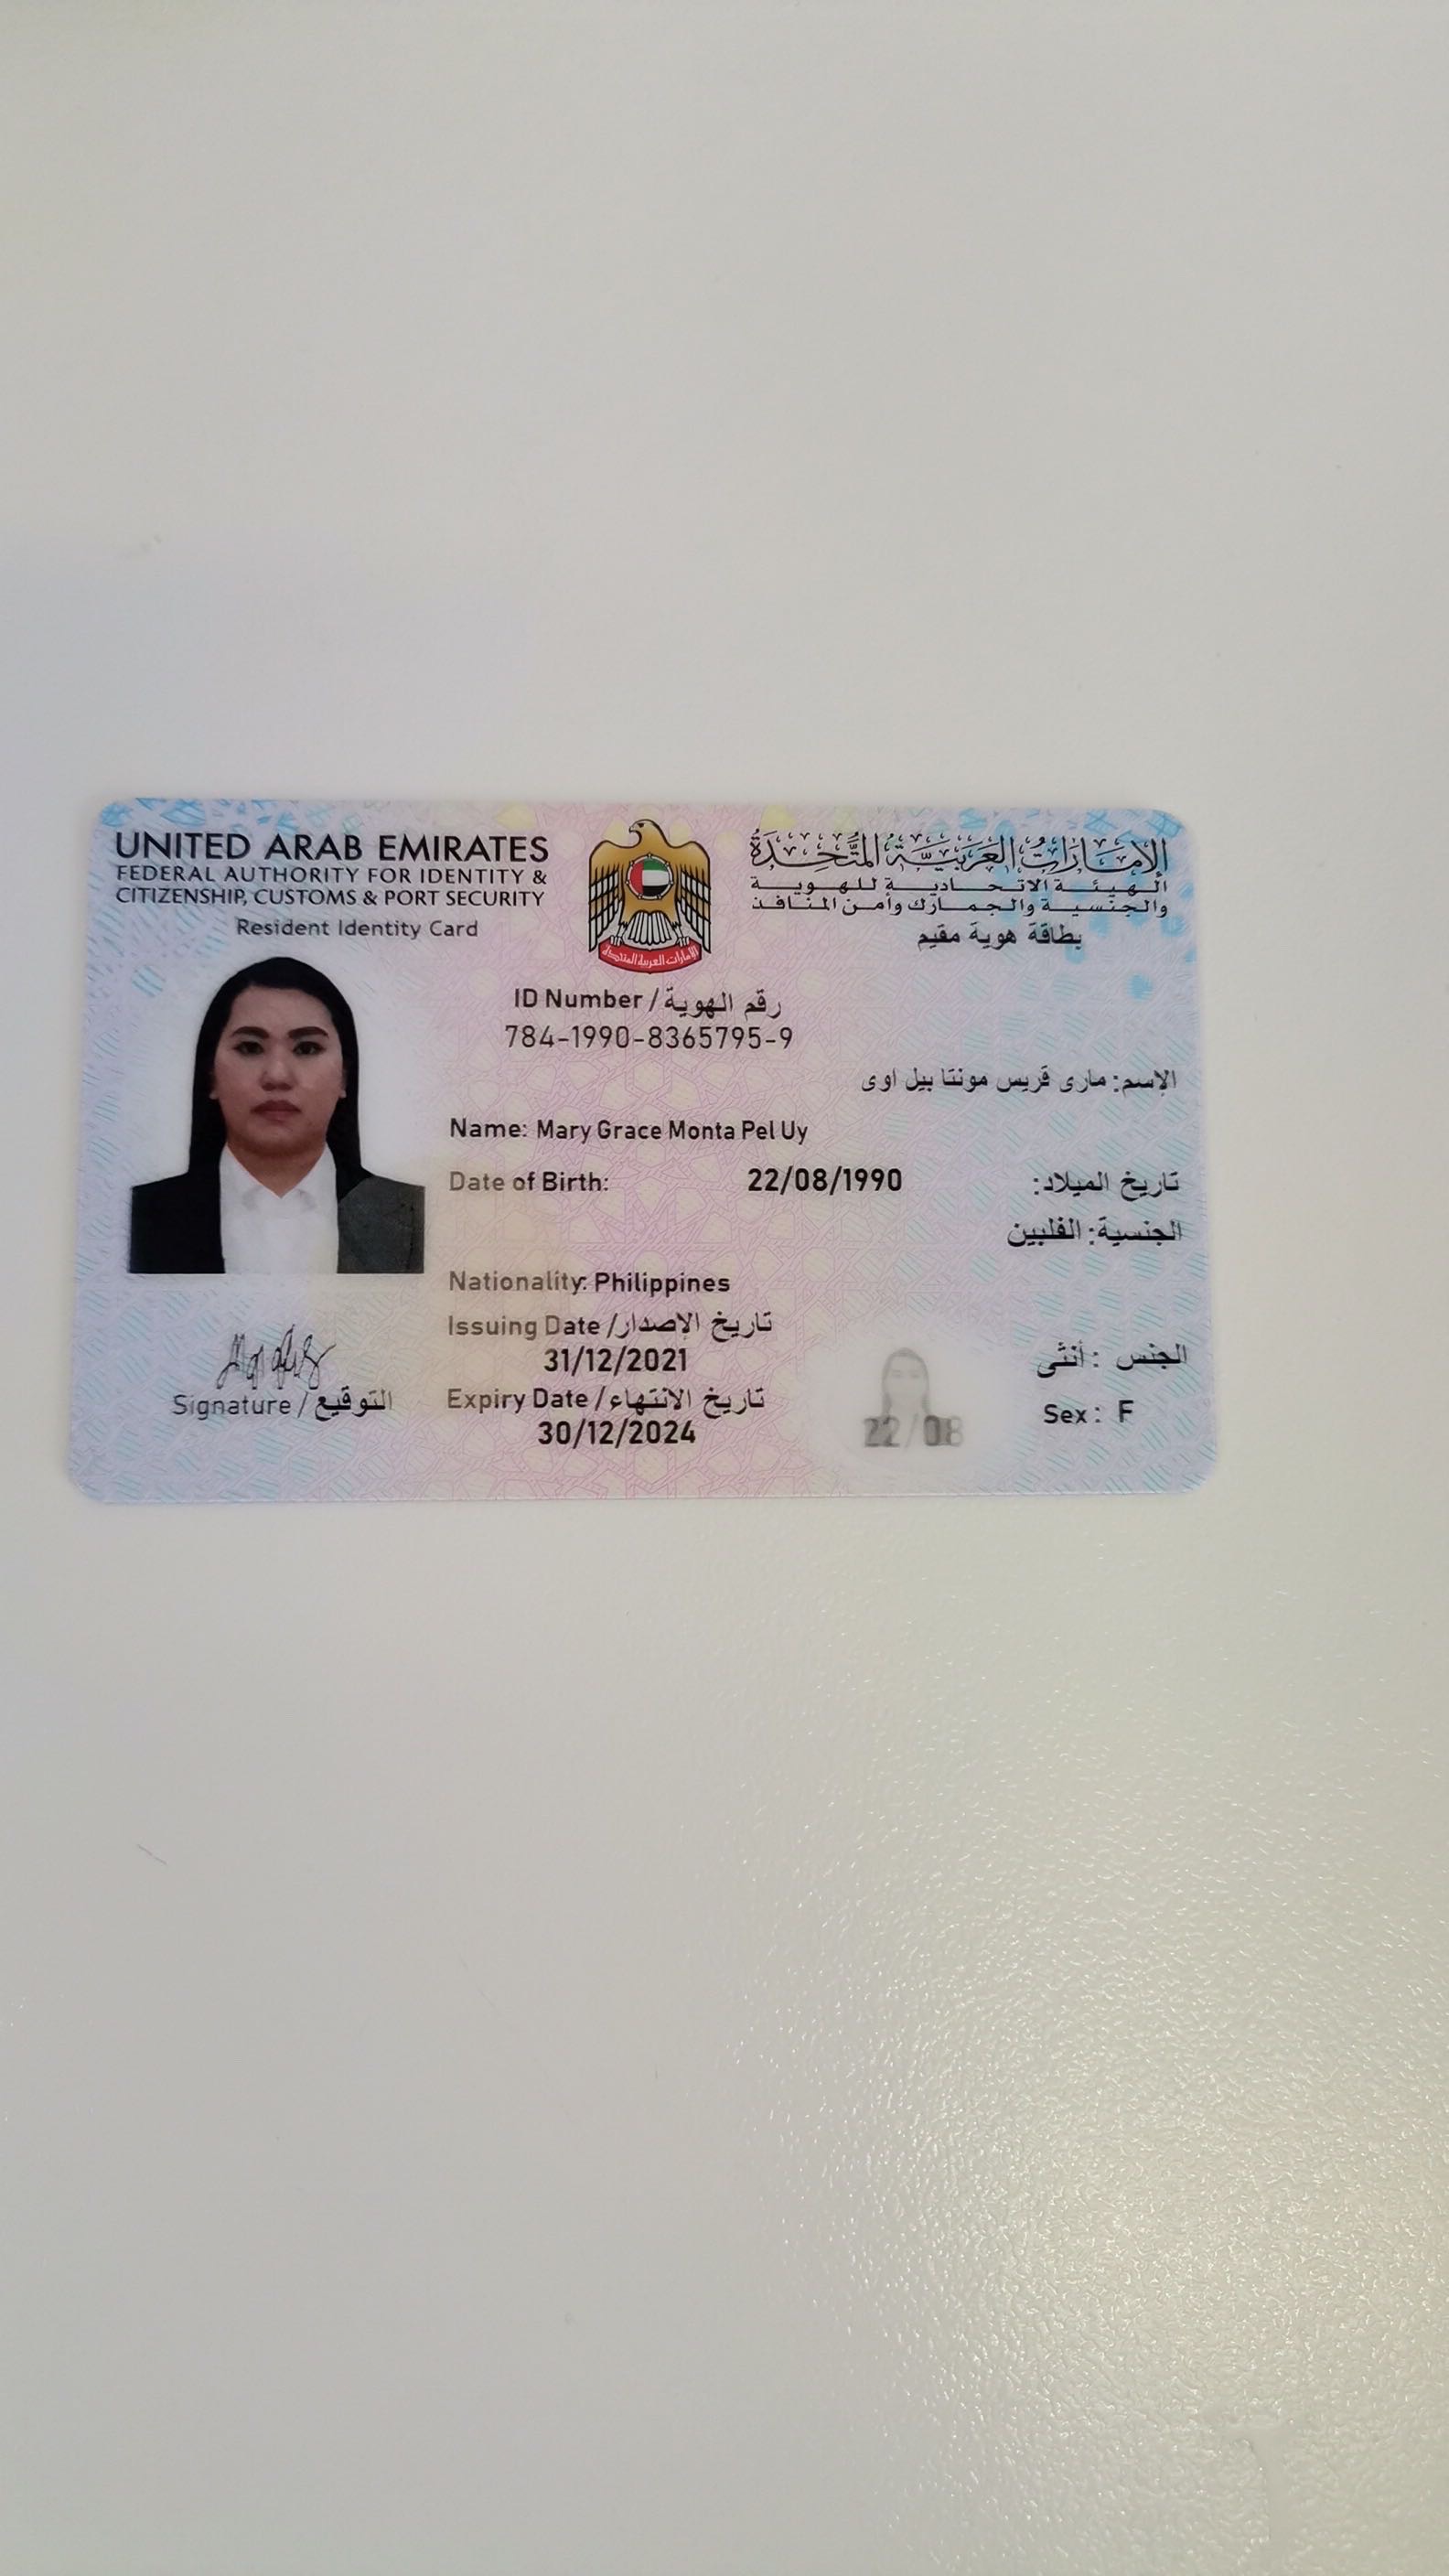 UNITED ARAB EMIRATES
FEDERAL AUTHORITY FOR IDENTITY &
CITIZENSHIP, CUSTOMS & PORT SECURITY
Resident Identity Card
الإمارات العربية المتحدة
الهيئة الاتحادية للهوية
والجنسية والجمارك وأمن المنافذ
بطاقة هوية مقيم
الإمارات العربية المتحدة
ID Number / رقم الهوية
784-1990-8365795-9
الإسم: مارى قريس مونتا بيل اوى
Name: Mary Grace Monta Pel Uy
Date of Birth: 22/08/1990 تاريخ الميلاد:
الجنسية: الفلبين
Nationality: Philippines
Issuing Date / تاريخ الإصدار
31/12/2021
Expiry Date / تاريخ الانتهاء
30/12/2024
Signature / التوقيع
22/08
الجنس : أنثى
Sex: F